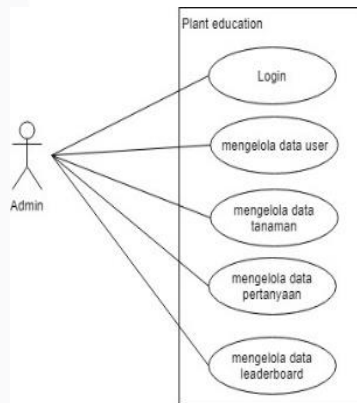 Plant education
Login
mengelola data user
Admin
mengelola data
tanaman
mengelola data
pertanyaan
mengelola data
leaderboard